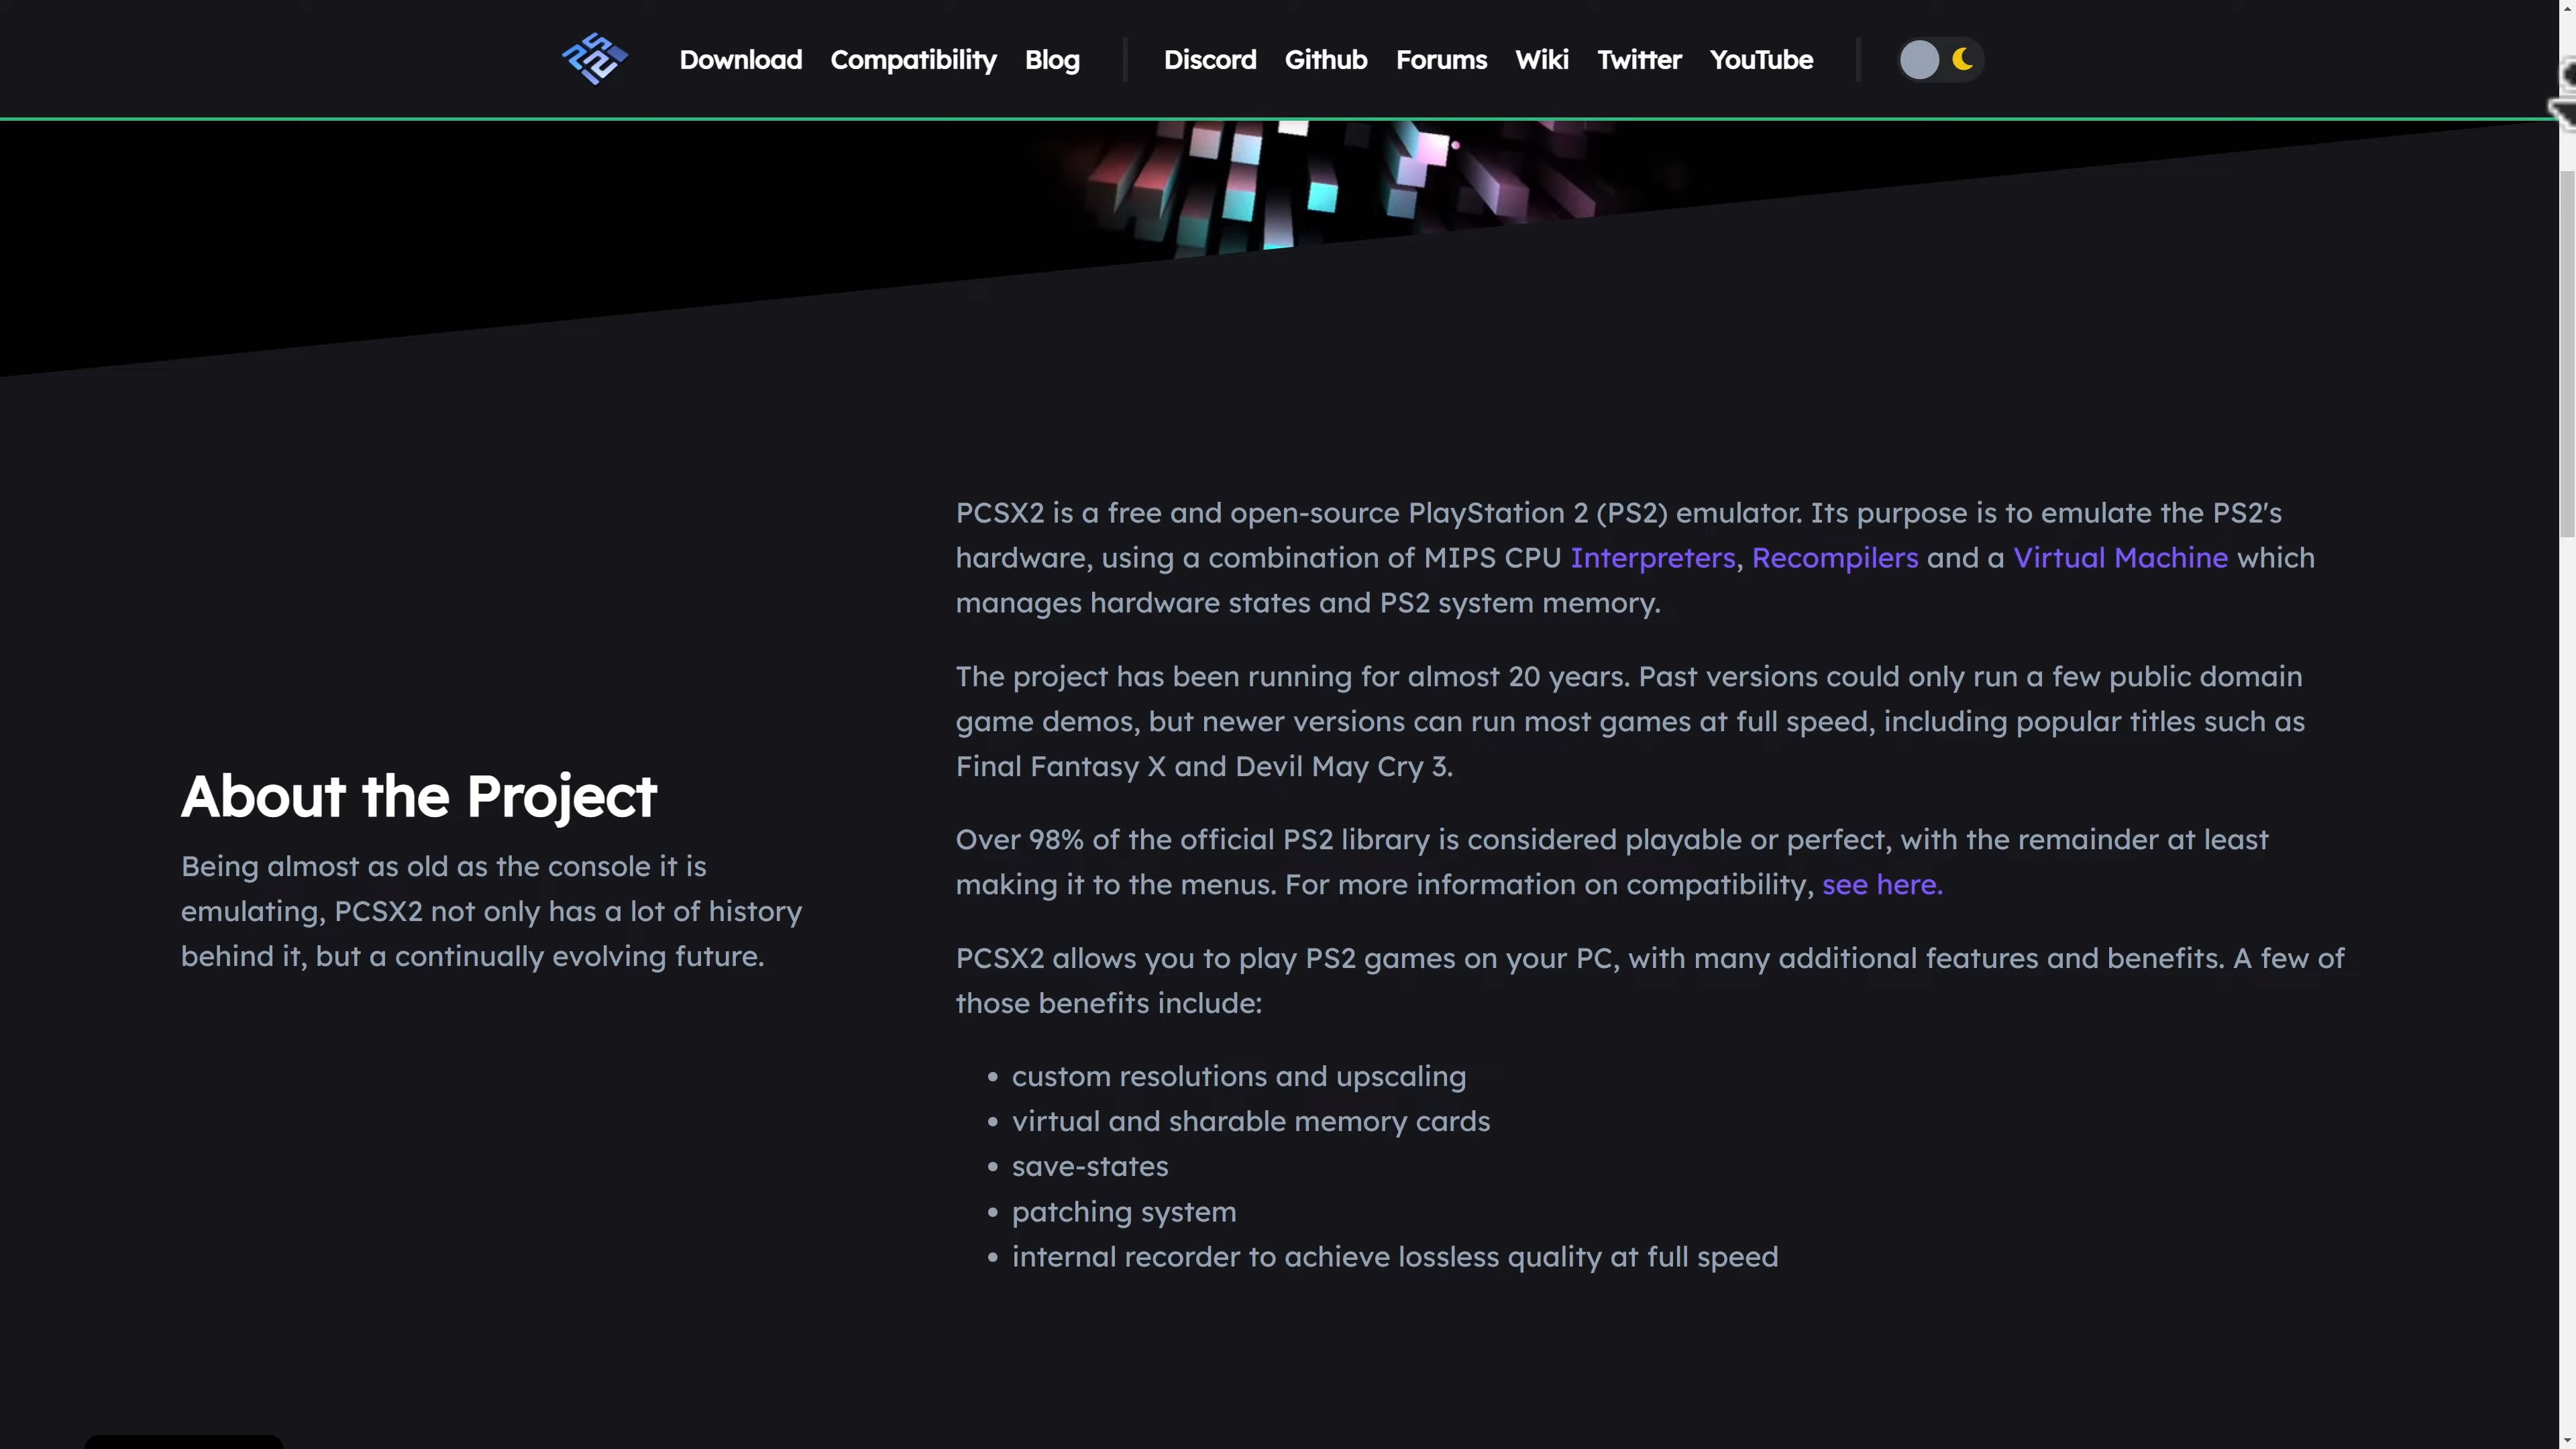 Download Compatibility Blog Discord Github Forums Wiki Twitter YouTube
About the Project
Being almost as old as the console it is
emulating, PCSX2 not only has a lot of history
behind it, but a continually evolving future.
PCSX2 is a free and open-source PlayStation 2 (PS2) emulator. Its purpose is to emulate the PS2's
hardware, using a combination of MIPS CPU Interpreters, Recompilers and a Virtual Machine which
manages hardware states and PS2 system memory.
The project has been running for almost 20 years. Past versions could only run a few public domain
game demos, but newer versions can run most games at full speed, including popular titles such as
Final Fantasy X and Devil May Cry 3.
Over 98% of the official PS2 library is considered playable or perfect, with the remainder at least
making it to the menus. For more information on compatibility, see here.
PCSX2 allows you to play PS2 games on your PC, with many additional features and benefits. A few of
those benefits include:
• custom resolutions and upscaling
• virtual and sharable memory cards
• save-states
• patching system
• internal recorder to achieve lossless quality at full speed